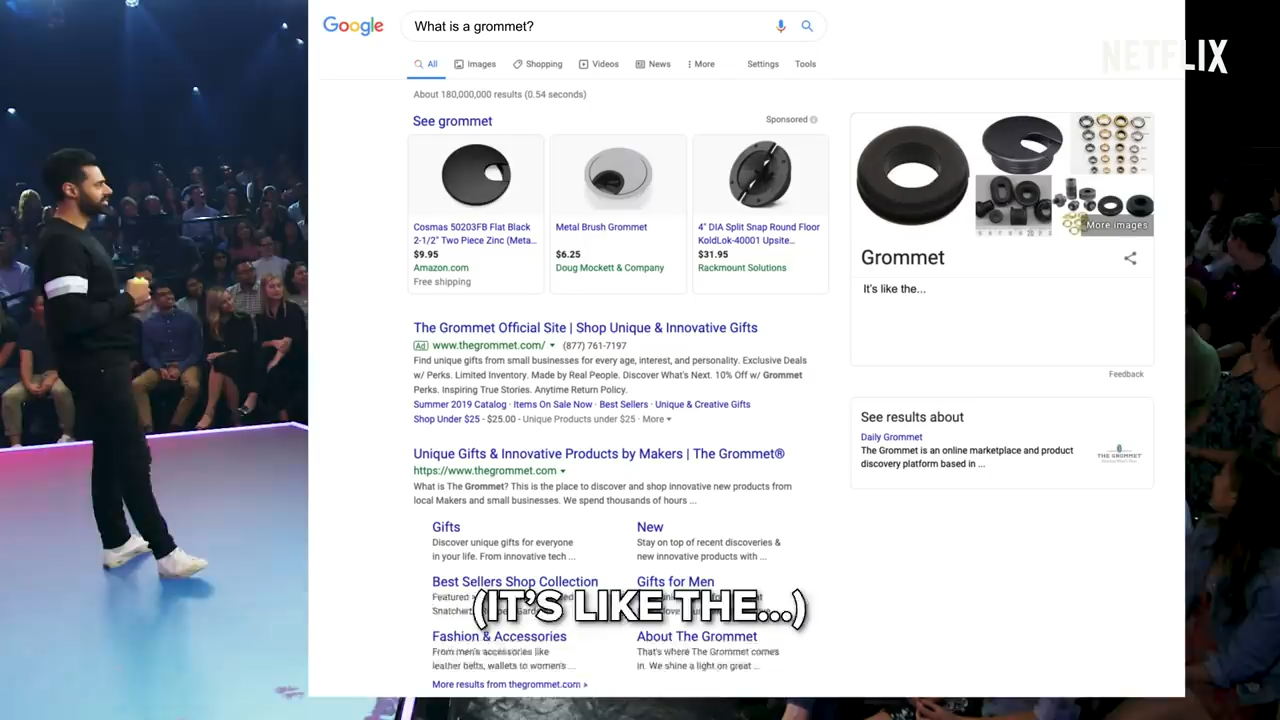 Google
What is a grommet?
NETFLIX
All Images Shopping Videos News More Settings Tools
About 180,000,000 results (0.54 seconds)
See grommet
Sponsored
Cosmas 50203FB Flat Black
2-1/2" Two Piece Zinc (Meta...
$9.95
Amazon.com
Free shipping
Metal Brush Grommet
$6.25
Doug Mockett & Company
4" DIA Split Snap Round Floor
KoldLok-40001 Upsite...
$31.95
Rackmount Solutions
More images
Grommet
It's like the...
Feedback
The Grommet Official Site | Shop Unique & Innovative Gifts
Ad www.thegrommet.com/ (877) 761-7197
Find unique gifts from small businesses for every age, interest, and personality. Exclusive Deals
w/ Perks. Limited Inventory. Made by Real People. Discover What's Next. 10% Off w/ Grommet
Perks. Inspiring True Stories. Anytime Return Policy.
Summer 2019 Catalog · Items On Sale Now · Best Sellers · Unique & Creative Gifts
Shop Under $25 - $25.00 - Unique Products under $25 · More
See results about
Daily Grommet
The Grommet is an online marketplace and product
discovery platform based in ...
THE GROMMET
Unique Gifts & Innovative Products by Makers | The Grommet®
https://www.thegrommet.com
What is The Grommet? This is the place to discover and shop innovative new products from
local Makers and small businesses. We spend thousands of hours ...
Gifts
Discover unique gifts for everyone
in your life. From innovative tech ...
New
Stay on top of recent discoveries &
new innovative products with ...
Best Sellers Shop Collection
Featured
Gifts for Men
(IT'S LIKE THE...)
Fashion & Accessories
From men's accessories like
leather belts, wallets to women's ...
About The Grommet
That's where The Grommet comes
in. We shine a light on great ...
More results from thegrommet.com »